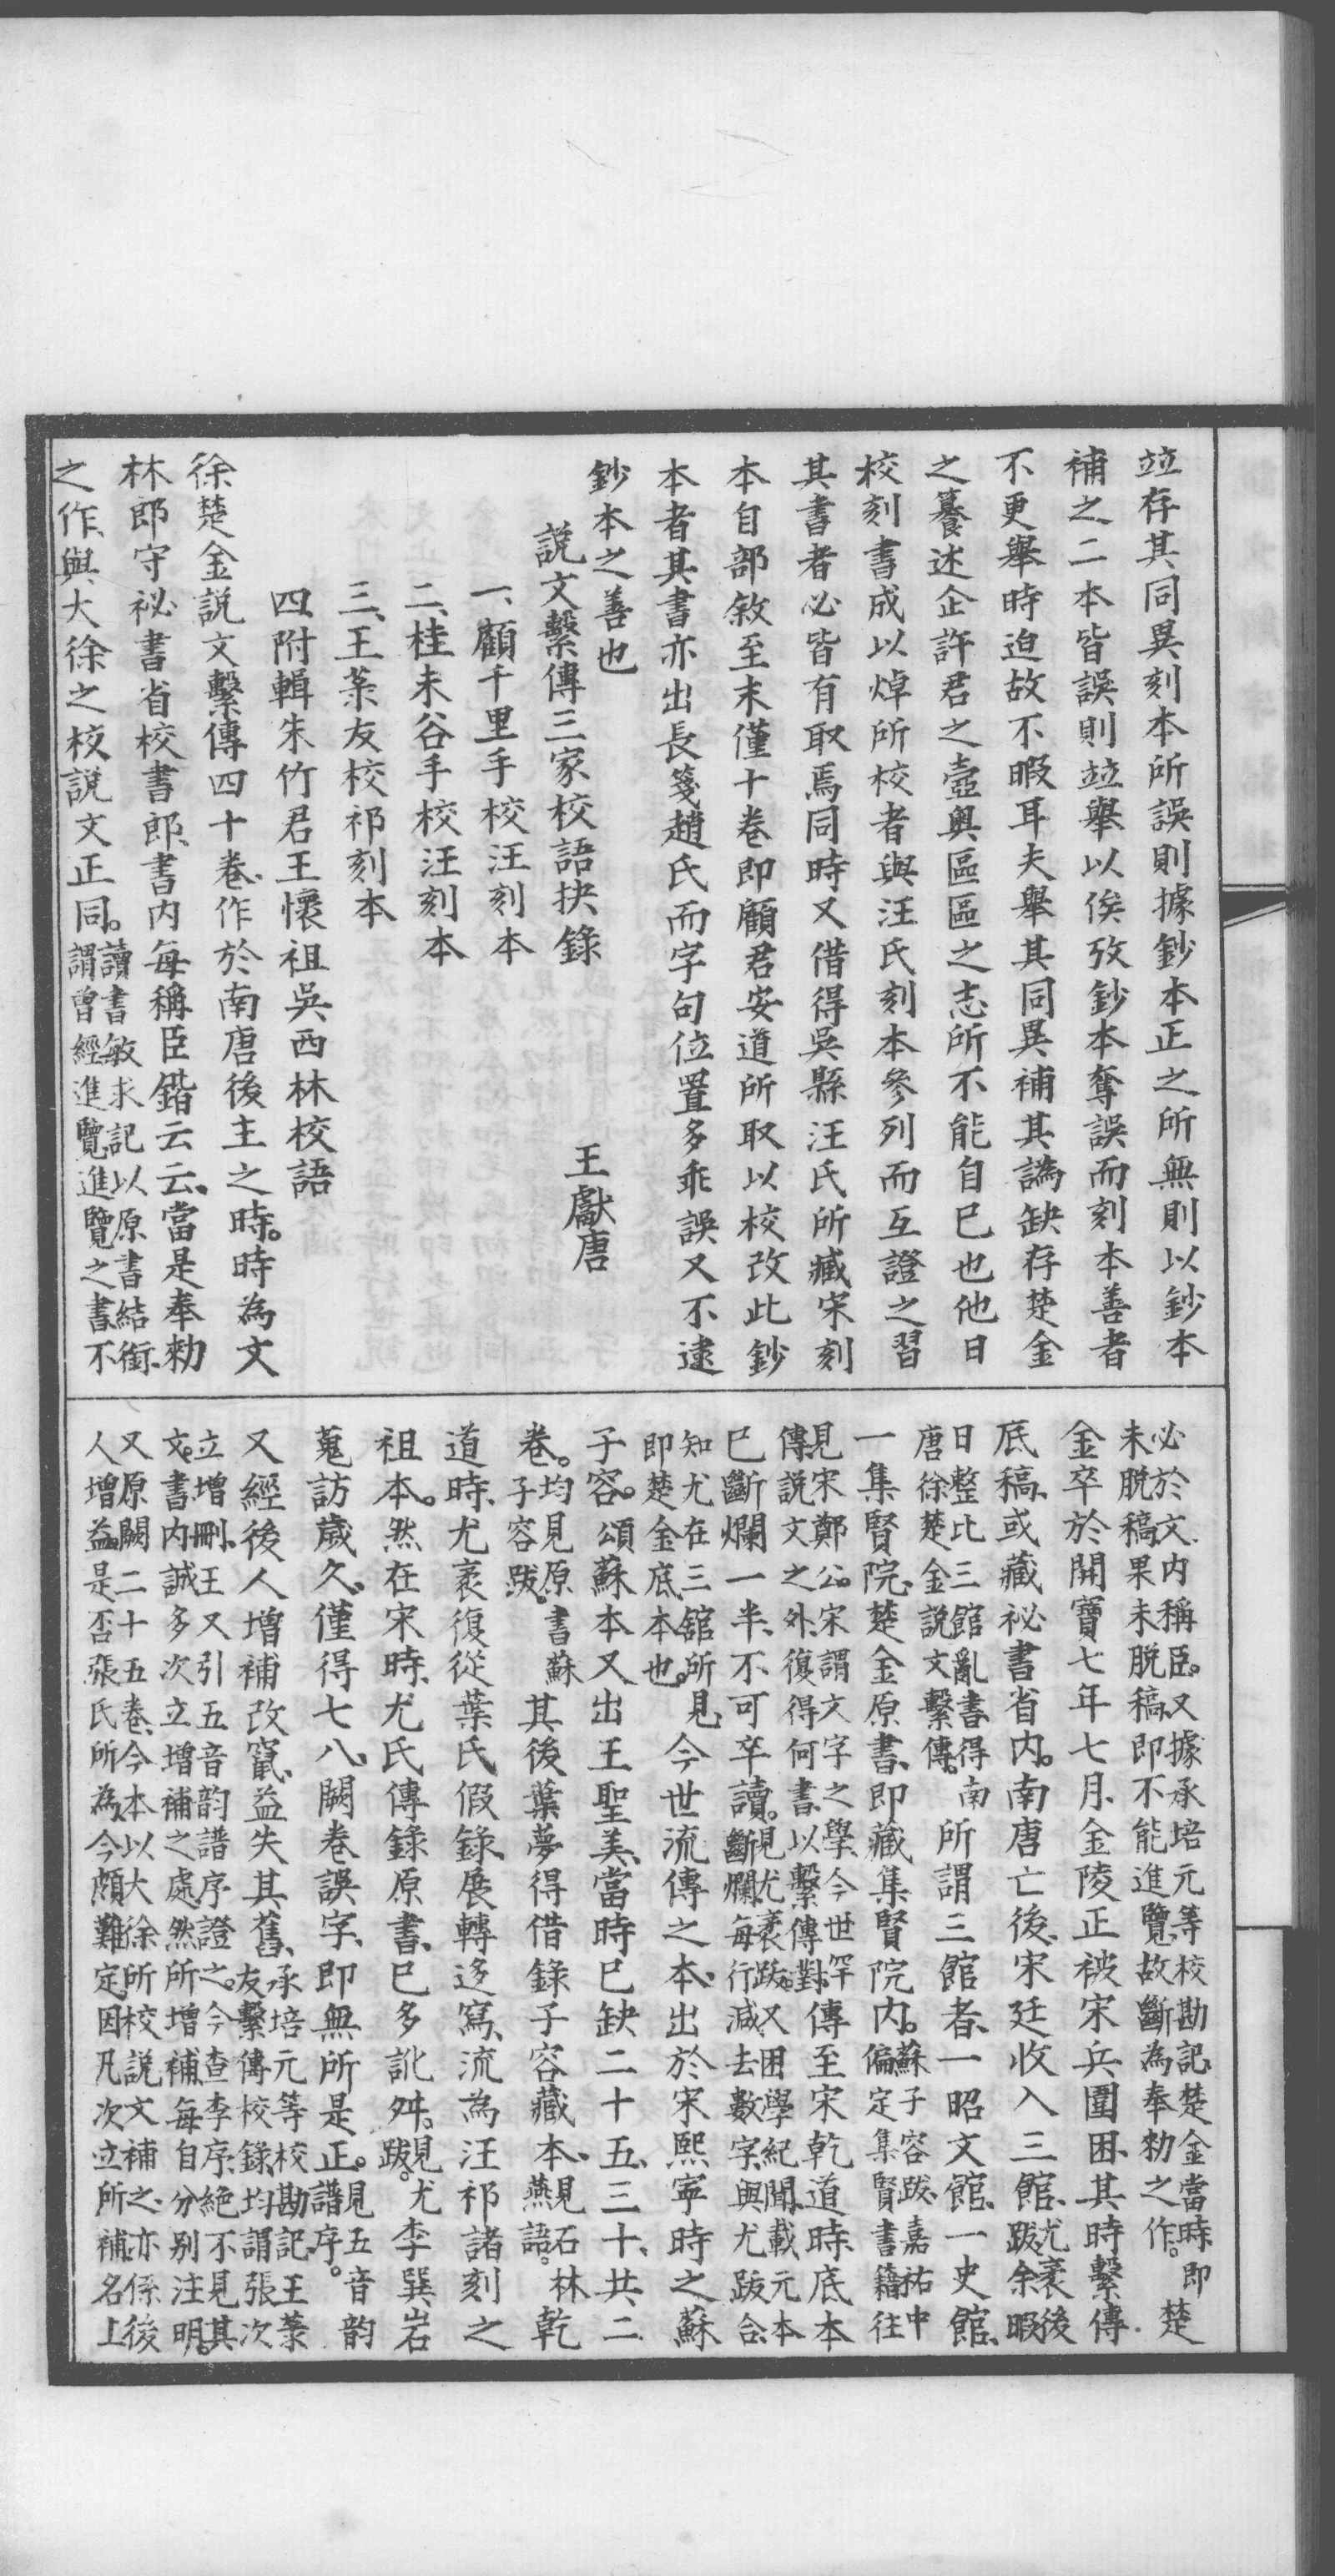 竝存其同異刻本所誤則據鈔本正之所無則以鈔本
補之二本皆誤則竝舉以俟攷鈔本奪誤而刻本善者
不更舉時迫故不暇耳夫舉其同異補其譌缺存楚金
之纂述企許君之壼奧區區之志所不能自已也他日
校刻書成以焯所校者與汪氏刻本參列而互證之習
其書者必皆有取焉同時又借得吳縣汪氏所臧宋刻
本自部敘至末僅十卷即顧君安道所取以校改此鈔
本者其書亦出長箋趙氏而字句位置多乖誤又不逮
鈔本之善也
說文繫傳三家校語抉錄　王獻唐
一、顧千里手校汪刻本
二、桂未谷手校汪刻本
三、王菉友校祁刻本
四、附輯朱竹君王懷祖吳西林校語
徐楚金說文繫傳四十卷、作於南唐後主之時。時為文
林郎守祕書省校書郎、書內每稱臣鍇云云、當是奉勑
之作、與大徐之校說文正同。讀書敏求記以原書結銜、
謂曾經進覽、進覽之書、不
必於文內稱臣。又據承培元等校勘記、楚金當時、即
未脫稿、果未脫稿、即不能進覽、故斷為奉勑之作。楚
金卒於開寶七年七月、金陵正被宋兵圍困、其時繫傳
底稿、或藏祕書省內。南唐亡後、宋廷收入三館、尤袤後
跋、余暇
日整比三館亂書、得南
唐徐楚金說文繫傳。所謂三館者、一昭文館、一史館、
一集賢院、楚金原書、即藏集賢院內。蘇子容跋、嘉祐中
偏定集賢書籍、往
見宋鄭公。宋謂文字之學、今世罕
傳、說文之外、復得何書、以繫傳對。傳至宋乾道時、底本
已斷爛一半、不可卒讀。見尤袤跋。又困學紀聞、載元本
斷爛、每行減去數字、與尤跋合、
知尤在三舘所見、
即楚金底本也。今世流傳之本、出於宋熙寧時之蘇
子容。頌蘇本又出王聖美、當時已缺二十五、三十、共二
卷。均見原書蘇
子容跋。其後葉夢得借錄子容藏本、見石林
燕語。乾
道時、尤袤復從葉氏假錄、展轉迻寫、流為汪祁諸刻之
祖本。然在宋時、尤氏傳錄原書、已多訛舛、見尤
跋。李巽岩
蒐訪歲久、僅得七八、闕卷誤字、即無所是正。見五音韵
譜序。
又經後人增補改竄、益失其舊、承培元等校勘記、王菉
友繫傳校錄、均謂張次
立增刪、王又引五音韵譜序證之。今查李序、絕不見其
文。書內誠多次立增補之處、然所增補、每自分别注明。
又原闕二十五卷、今本以大徐所校說文補之、亦係後
人增益、是否張氏所為、今頗難定、因凡次立所補、名上